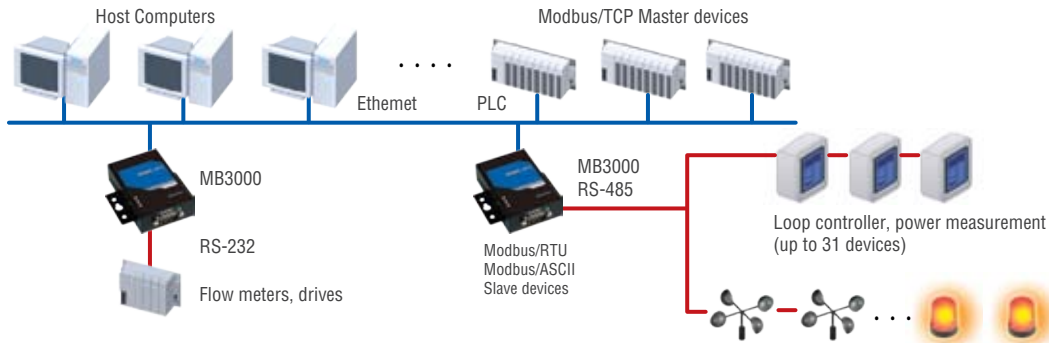 Host Computers
Modbus/TCP Master devices
. . . .
Ethernet
PLC
MB3000
MB3000
RS-485
RS-232
Modbus/RTU
Modbus/ASCII
Slave devices
Flow meters, drives
Loop controller, power measurement
(up to 31 devices)
. . .